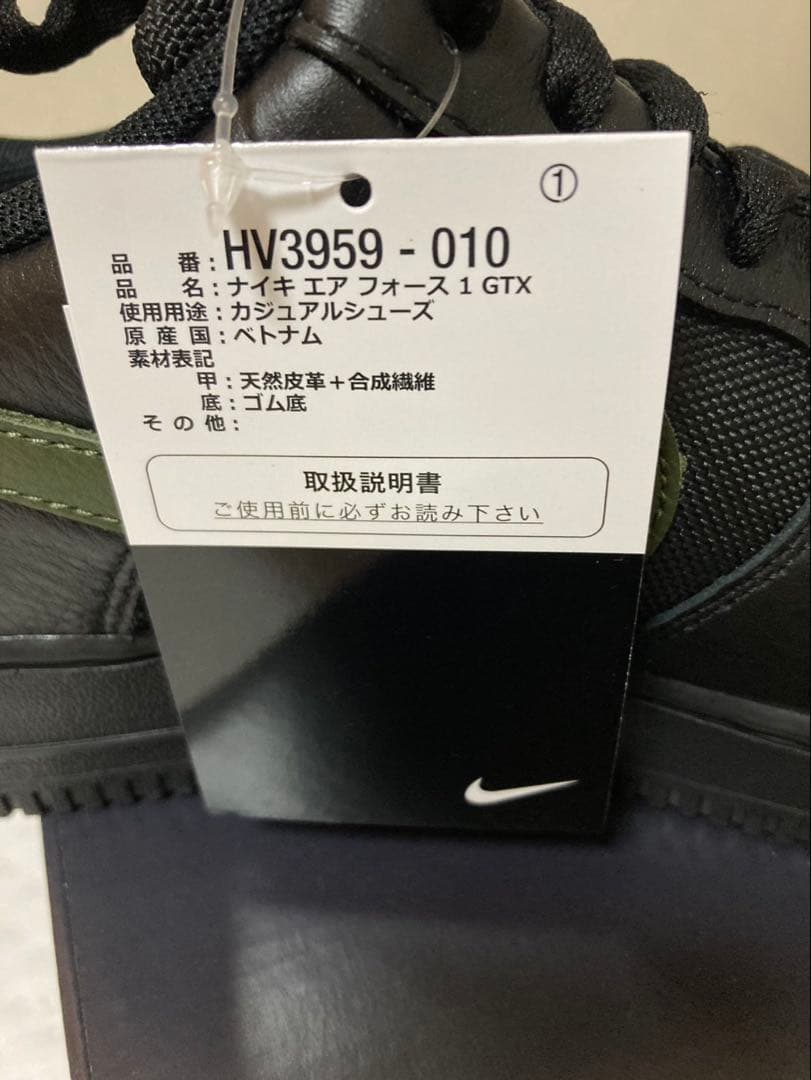 ①
品 番：HV3959 - 010
品 名：ナイキ エア フォース 1 GTX
使用用途：カジュアルシューズ
原 産 国：ベトナム
素材表記
甲：天然皮革＋合成繊維
底：ゴム底
そ の 他：
取扱説明書
ご使用前に必ずお読み下さい